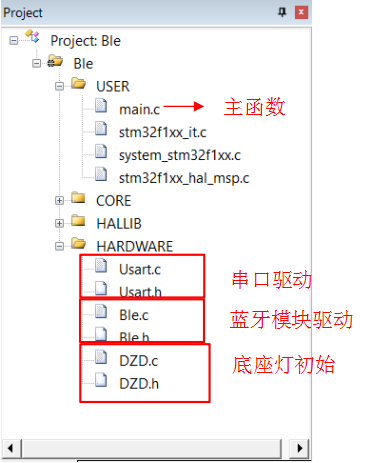 Project
Project: Ble
Ble
USER
main.c 主函数
stm32f1xx_it.c
system_stm32f1xx.c
stm32f1xx_hal_msp.c
CORE
HALLIB
HARDWARE
Usart.c
串口驱动
Usart.h
Ble.c
蓝牙模块驱动
Ble.h
DZD.c
底座灯初始
DZD.h